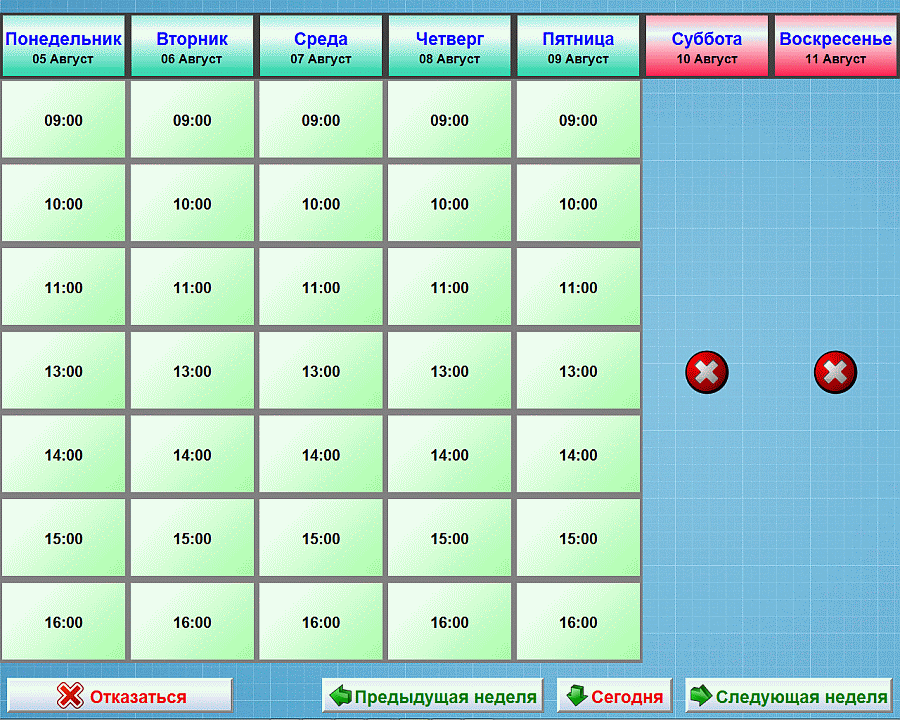 Понедельник Вторник Среда Четверг Пятница Суббота Воскресенье
05 Август 06 Август 07 Август 08 Август 09 Август 10 Август 11 Август
09:00 09:00 09:00 09:00 09:00
10:00 10:00 10:00 10:00 10:00
11:00 11:00 11:00 11:00 11:00
13:00 13:00 13:00 13:00 13:00
14:00 14:00 14:00 14:00 14:00
15:00 15:00 15:00 15:00 15:00
16:00 16:00 16:00 16:00 16:00
Отказаться Предыдущая неделя Сегодня Следующая неделя